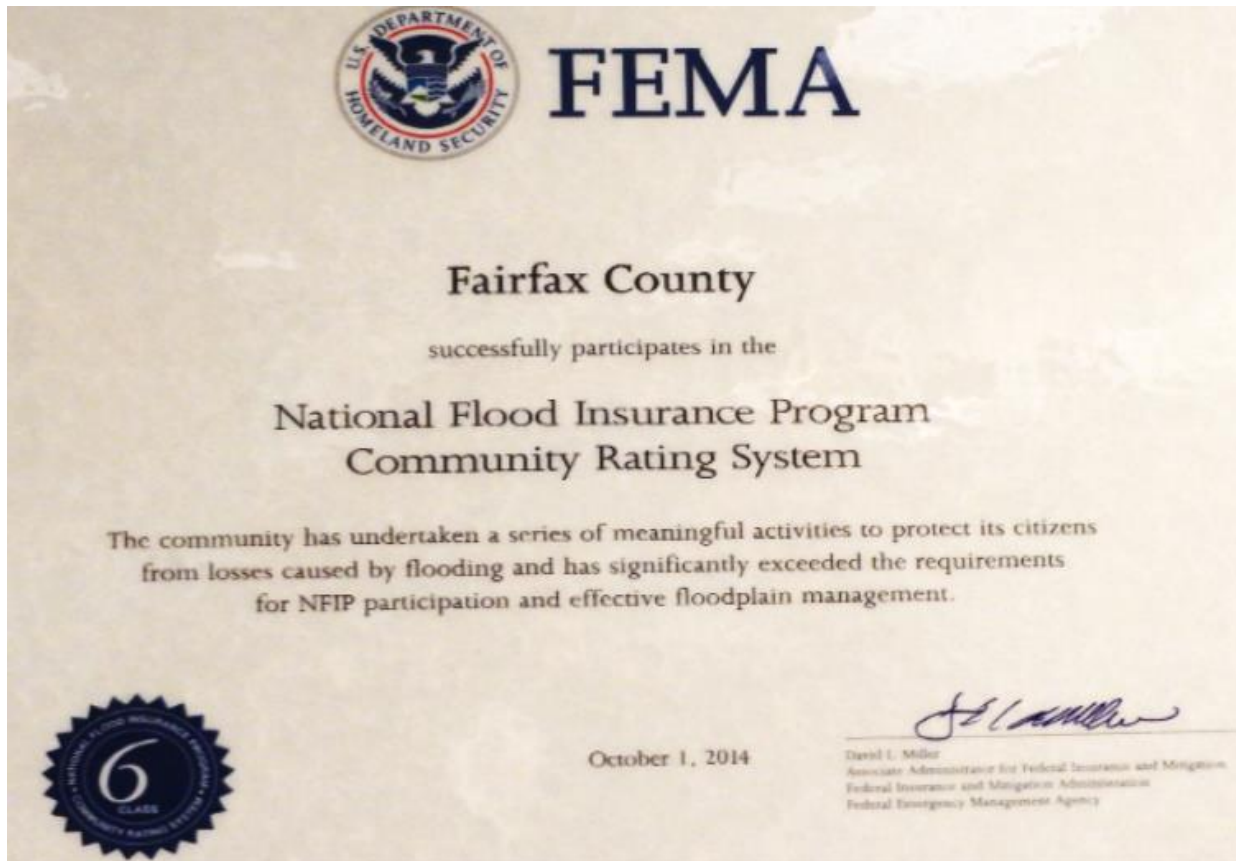 U.S. DEPARTMENT OF
HOMELAND SECURITY
FEMA
Fairfax County
successfully participates in the
National Flood Insurance Program
Community Rating System
The community has undertaken a series of meaningful activities to protect its citizens
from losses caused by flooding and has significantly exceeded the requirements
for NFIP participation and effective floodplain management.
NATIONAL FLOOD INSURANCE PROGRAM
6
CLASS
COMMUNITY RATING SYSTEM
October 1, 2014
David L. Miller
Associate Administrator for Federal Insurance and Mitigation
Federal Insurance and Mitigation Administration
Federal Emergency Management Agency